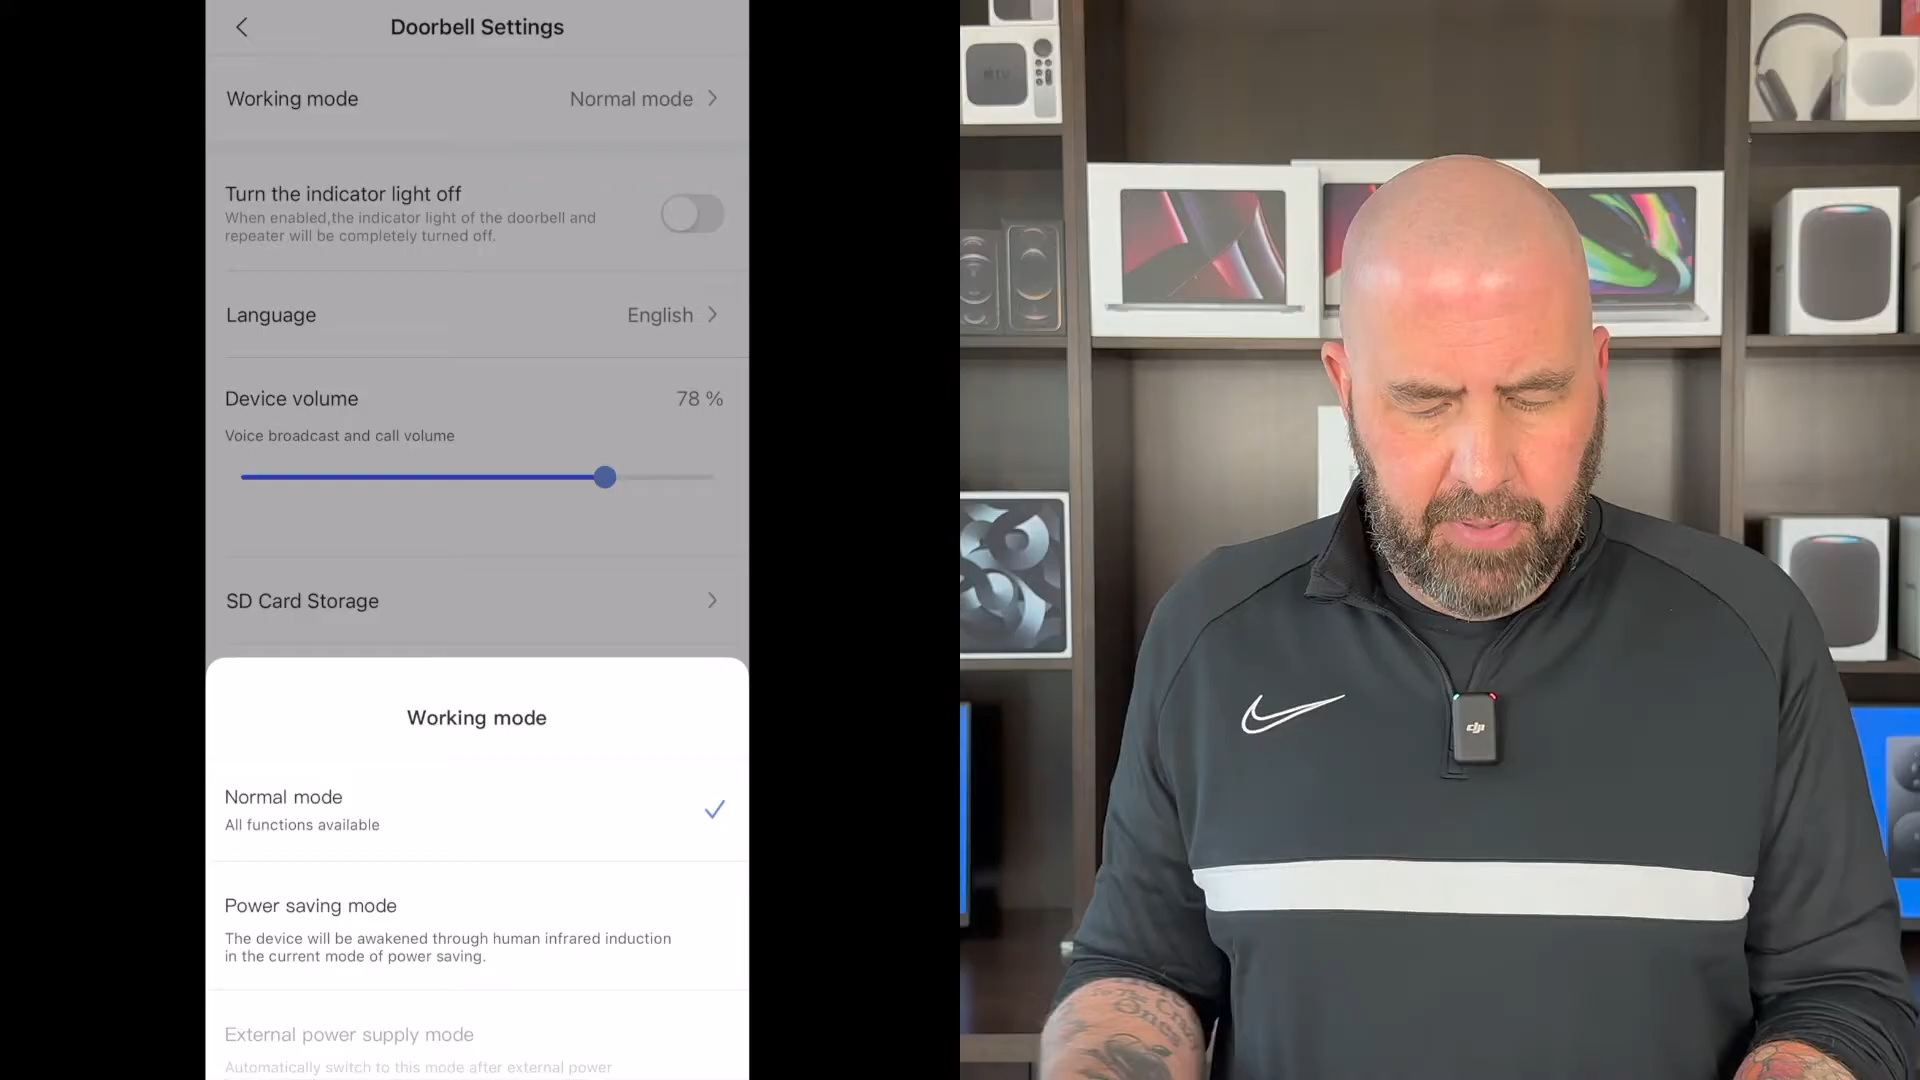 Doorbell Settings
Working mode
Normal mode
Turn the indicator light off
When enabled,the indicator light of the doorbell and
repeater will be completely turned off.
Language
English
Device volume
78 %
Voice broadcast and call volume
SD Card Storage
Working mode
Normal mode
All functions available
Power saving mode
The device will be awakened through human infrared induction
in the current mode of power saving.
External power supply mode
Automatically switch to this mode after external power
tv
dji